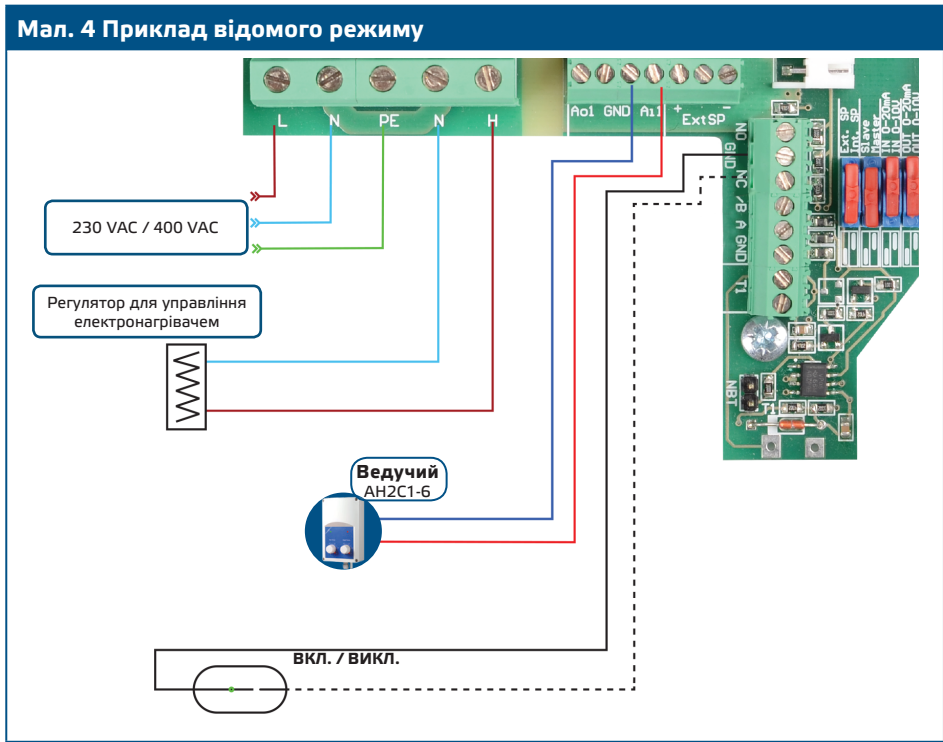 Мал. 4 Приклад відомого режиму
L N PE N H
Ao1 GND Ai1 + ExtSP -
NO GND NC /B A GND T1
Ext. SP
Int. SP
Slave
Master
IN 0-20mA
IN 0-10V
OUT 0-20mA
OUT 0-10V
230 VAC / 400 VAC
Регулятор для управління
електронагрівачем
NBT
T1
Ведучий
AH2C1-6
ВКЛ. / ВИКЛ.